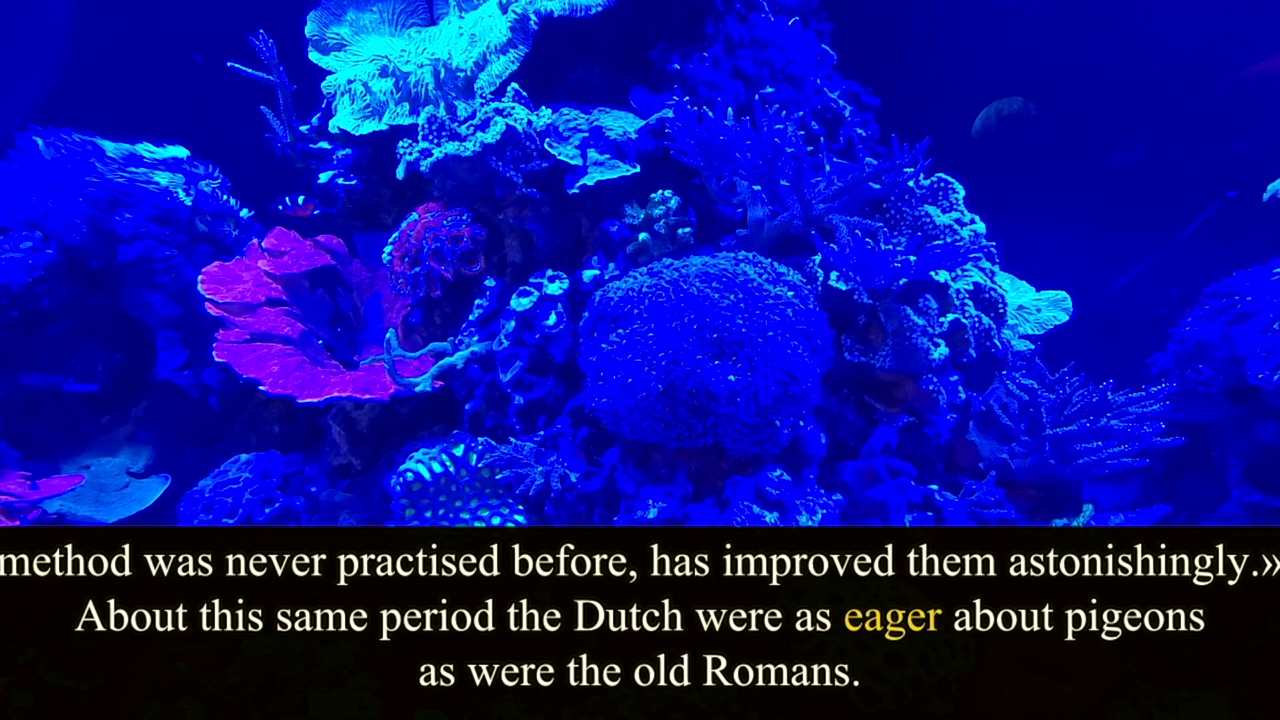 method was never practised before, has improved them astonishingly.»
About this same period the Dutch were as eager about pigeons
as were the old Romans.